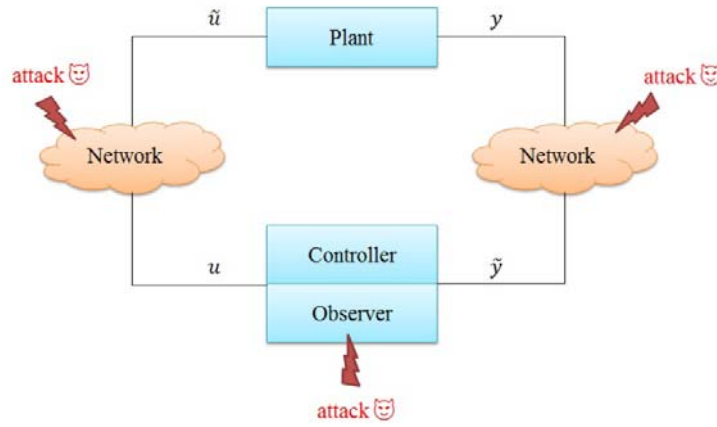 ũ
Plant
y
attack
attack
Network
Network
Controller
u
ỹ
Observer
attack